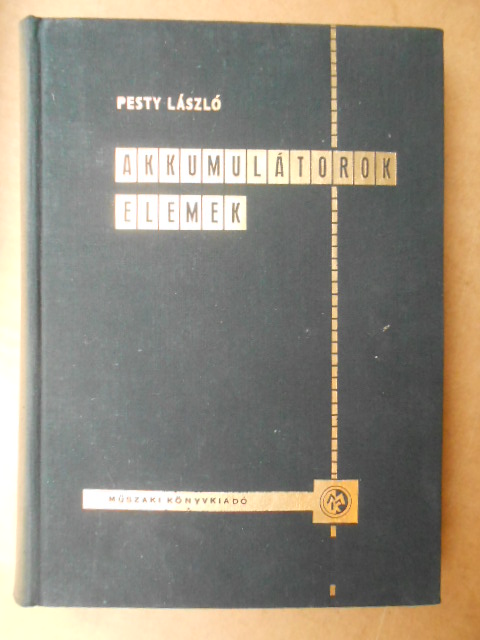 PESTY LÁSZLÓ
AKKUMULÁTOROK
ELEMEK
MŰSZAKI KÖNYVKIADÓ